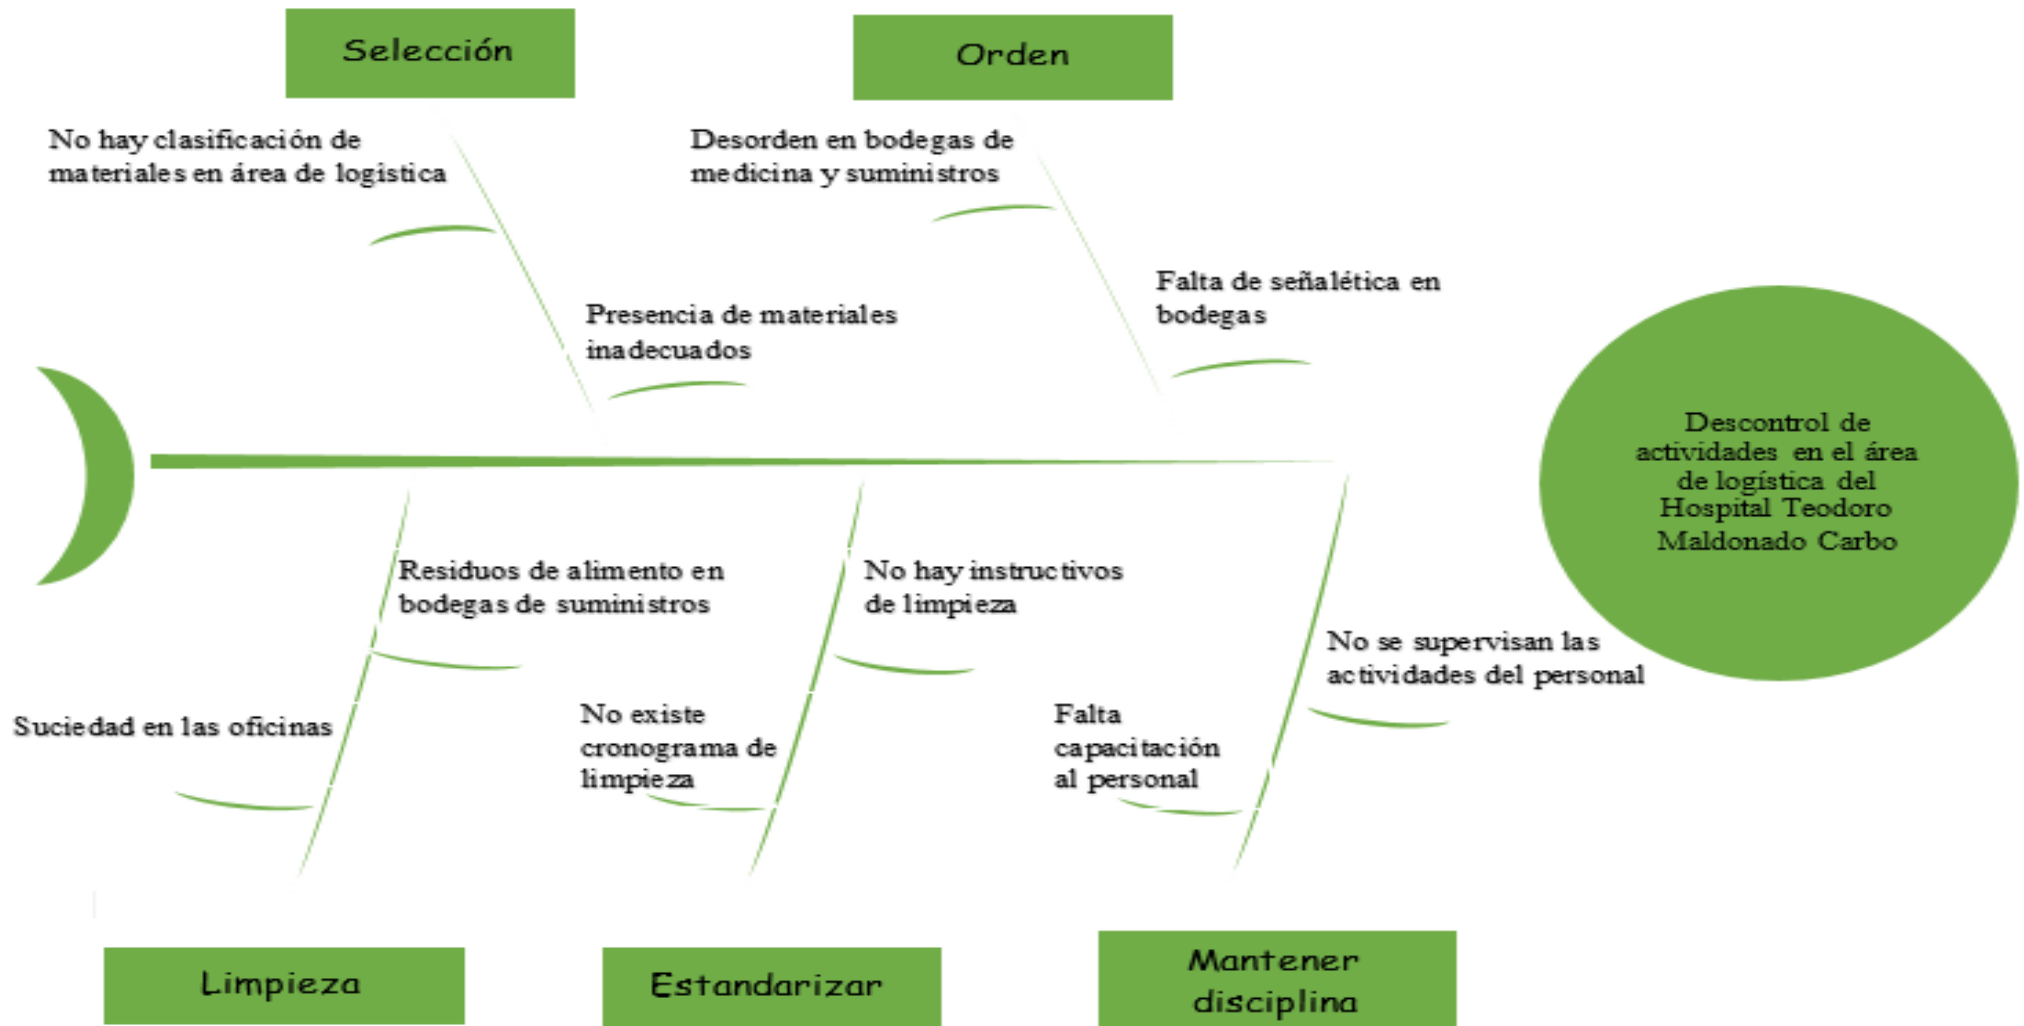 Selección
Orden
No hay clasificación de
materiales en área de logística
Desorden en bodegas de
medicina y suministros
Presencia de materiales
inadecuados
Falta de señalética en
bodegas
Descontrol de
actividades en el área
de logística del
Hospital Teodoro
Maldonado Carbo
Residuos de alimento en
bodegas de suministros
No hay instructivos
de limpieza
No se supervisan las
actividades del personal
Suciedad en las oficinas
No existe
cronograma de
limpieza
Falta
capacitación
al personal
Limpieza
Estandarizar
Mantener
disciplina